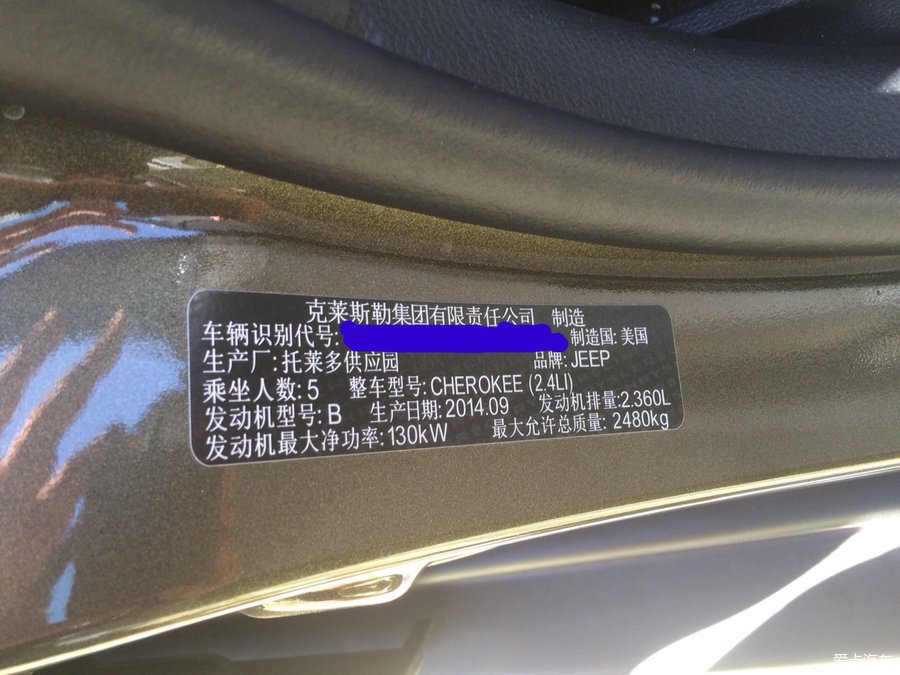 克莱斯勒集团有限责任公司 制造
车辆识别代号: 制造国: 美国
生产厂: 托莱多供应园 品牌: JEEP
乘坐人数: 5 整车型号: CHEROKEE (2,4LI)
发动机型号: B 生产日期: 2014.09 发动机排量: 2.360L
发动机最大净功率: 130kW 最大允许总质量: 2480kg
爱卡汽车